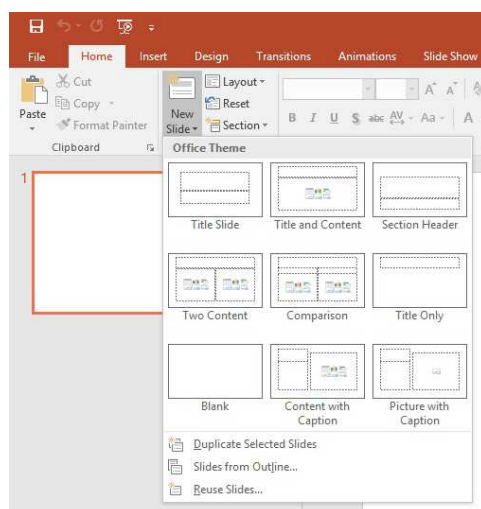 File Home Insert Design Transitions Animations Slide Show
Cut
Copy
Format Painter
Paste
Clipboard
New
Slide
Layout
Reset
Section
B I U S abc AV Aa A
Office Theme
1
Title Slide Title and Content Section Header
Two Content Comparison Title Only
Blank Content with Caption Picture with Caption
Duplicate Selected Slides
Slides from Outline...
Reuse Slides...